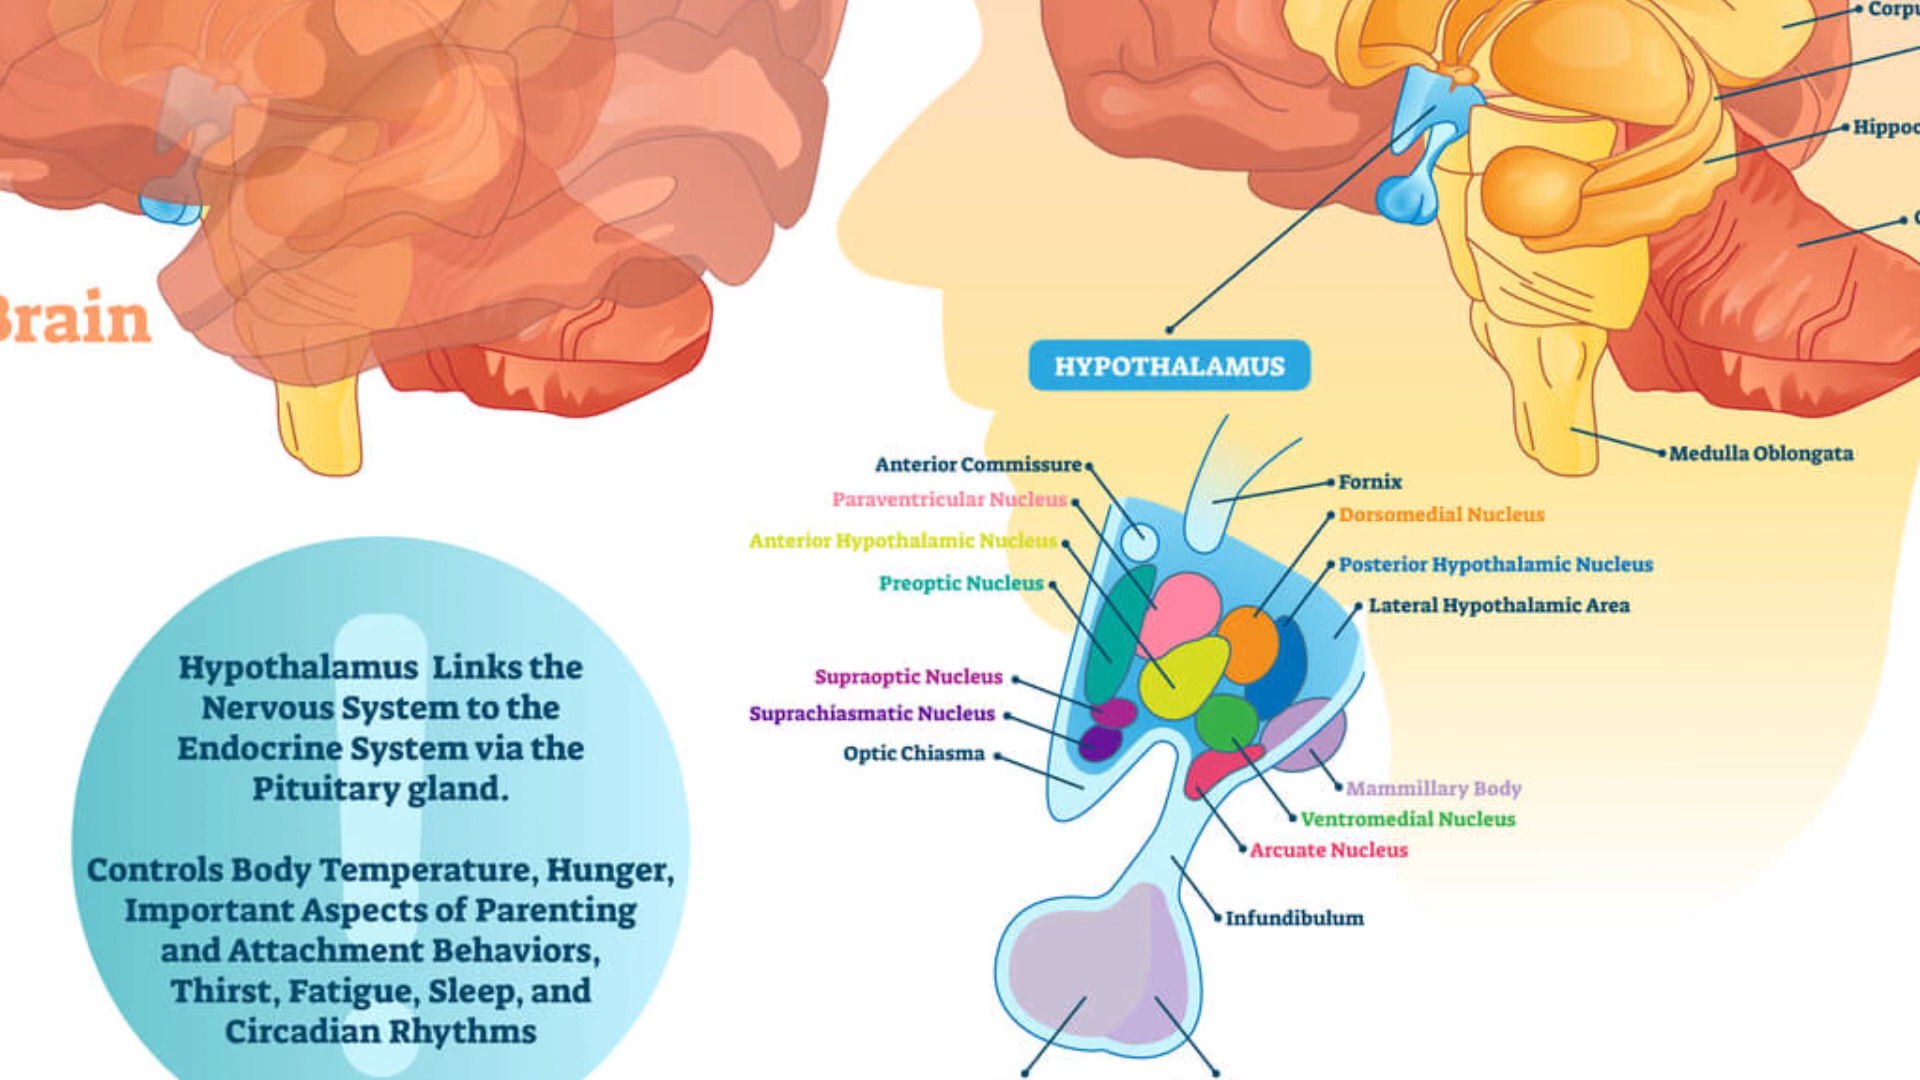 Brain
HYPOTHALAMUS
Medulla Oblongata
Anterior Commissure
Paraventricular Nucleus
Anterior Hypothalamic Nucleus
Preoptic Nucleus
Supraoptic Nucleus
Suprachiasmatic Nucleus
Optic Chiasma
Fornix
Dorsomedial Nucleus
Posterior Hypothalamic Nucleus
Lateral Hypothalamic Area
Mammillary Body
Ventromedial Nucleus
Arcuate Nucleus
Infundibulum
Hypothalamus Links the
Nervous System to the
Endocrine System via the
Pituitary gland.
Controls Body Temperature, Hunger,
Important Aspects of Parenting
and Attachment Behaviors,
Thirst, Fatigue, Sleep, and
Circadian Rhythms